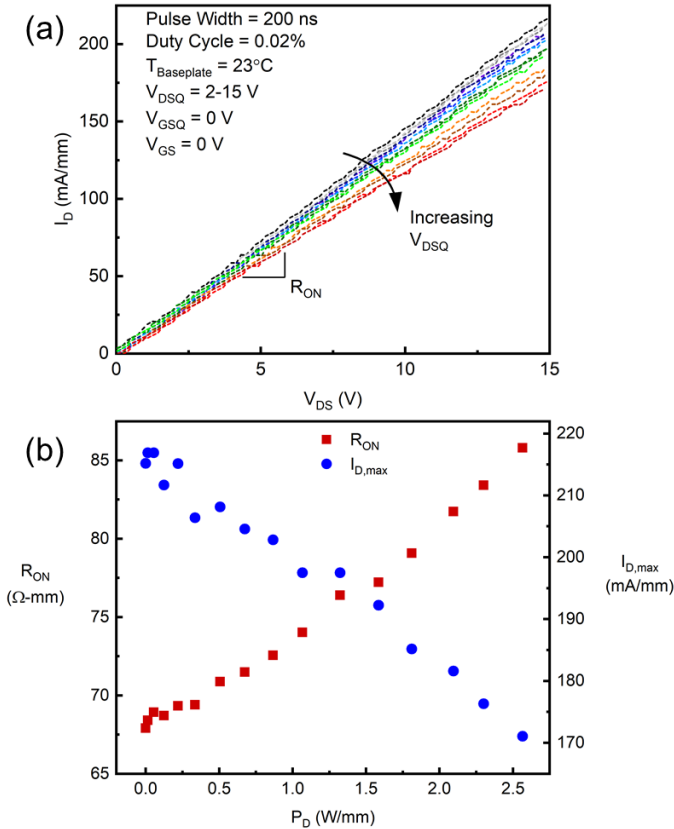 (a)
Pulse Width = 200 ns
Duty Cycle = 0.02%
T_Baseplate = 23°C
V_DSQ = 2-15 V
V_GSQ = 0 V
V_GS = 0 V
200
150
100
50
0
I_D (mA/mm)
Increasing
V_DSQ
R_ON
0 5 10 15
V_DS (V)
(b)
R_ON
I_D,max
85
80
75
70
65
R_ON
(Ω-mm)
220
210
200
190
180
170
I_D,max
(mA/mm)
0.0 0.5 1.0 1.5 2.0 2.5
P_D (W/mm)